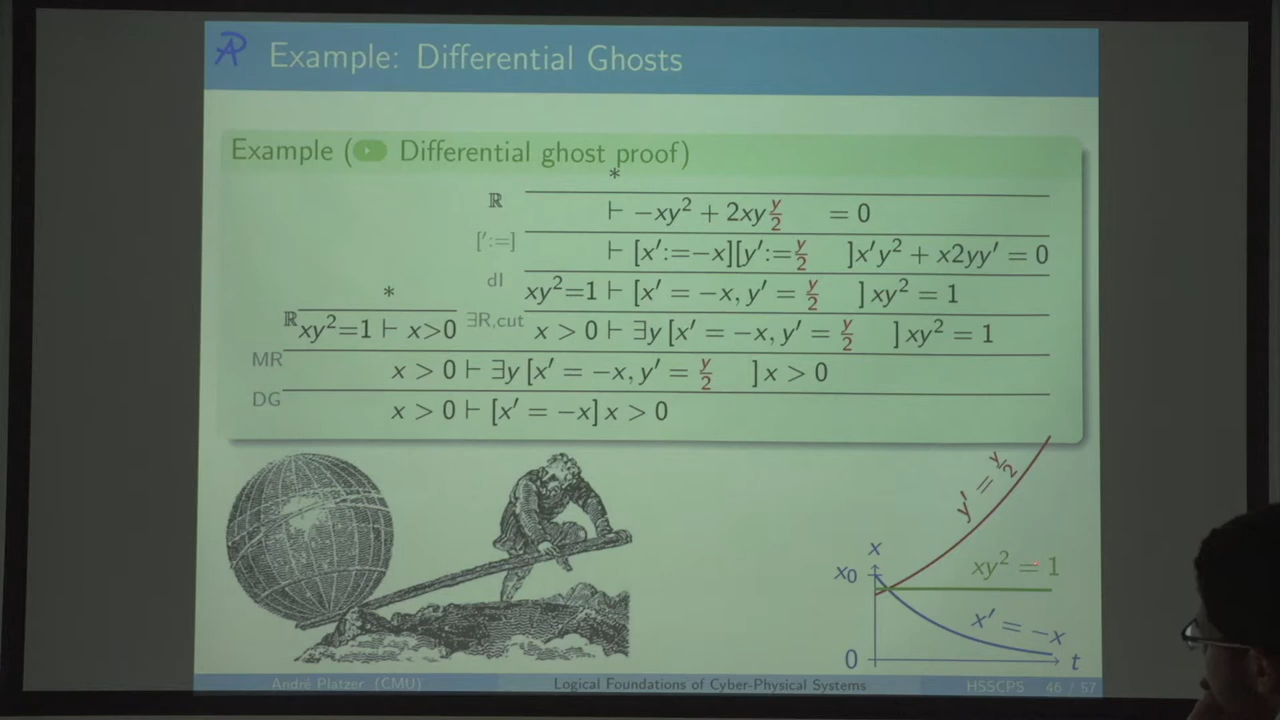 Example: Differential Ghosts
Example ( Differential ghost proof)
*
ℝ ⊢ −xy² + 2xy y/2 = 0
[':=] ⊢ [x′:=−x][y′:=y/2 ]x′y² + x2yy′ = 0
dI xy²=1 ⊢ [x′ = −x, y′ = y/2 ] xy² = 1
*
ℝ xy²=1 ⊢ x>0 ∃R,cut x > 0 ⊢ ∃y [x′ = −x, y′ = y/2 ] xy² = 1
MR x > 0 ⊢ ∃y [x′ = −x, y′ = y/2 ] x > 0
DG x > 0 ⊢ [x′ = −x] x > 0
y′ = y/2
x
x0
xy² = 1
x′ = −x
0
t
André Platzer (CMU) Logical Foundations of Cyber-Physical Systems HSSCPS 46 / 57